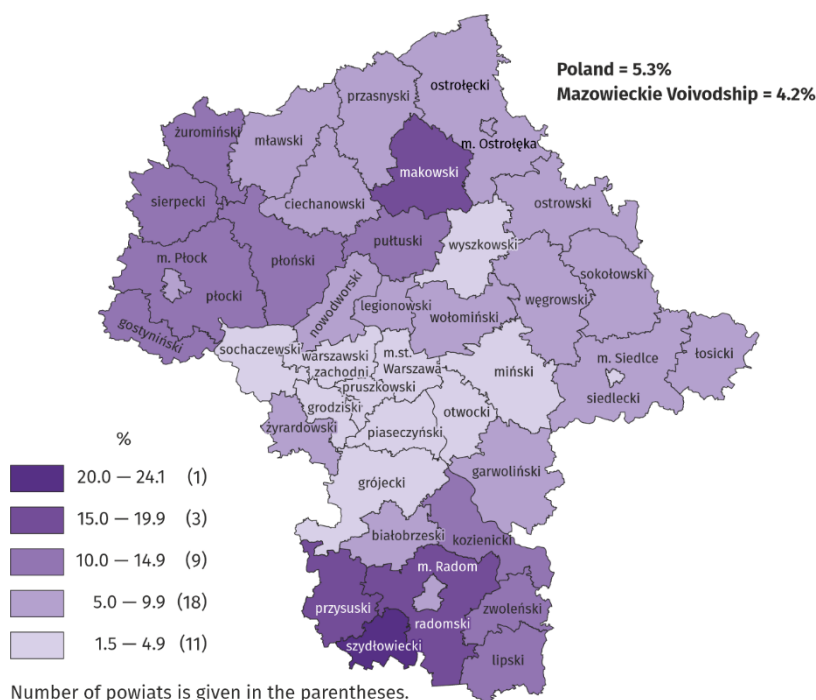 ostrołęcki
Poland = 5.3%
Mazowieckie Voivodship = 4.2%
przasnyski
żuromiński
mławski
m. Ostrołęka
makowski
sierpecki
ciechanowski
ostrowski
pułtuski
wyszkowski
m. Płock
płoński
sokołowski
nowodworski
węgrowski
płocki
legionowski
wołomiński
gostyniński
sochaczewski
warszawski
zachodni
m.st.
Warszawa
miński
m. Siedlce
łosicki
pruszkowski
siedlecki
grodziski
otwocki
żyrardowski
piaseczyński
%
garwoliński
20.0 — 24.1 (1)
grójecki
15.0 — 19.9 (3)
białobrzeski
kozienicki
10.0 — 14.9 (9)
m. Radom
5.0 — 9.9 (18)
przysuski
zwoleński
radomski
1.5 — 4.9 (11)
szydłowiecki
lipski
Number of powiats is given in the parentheses.